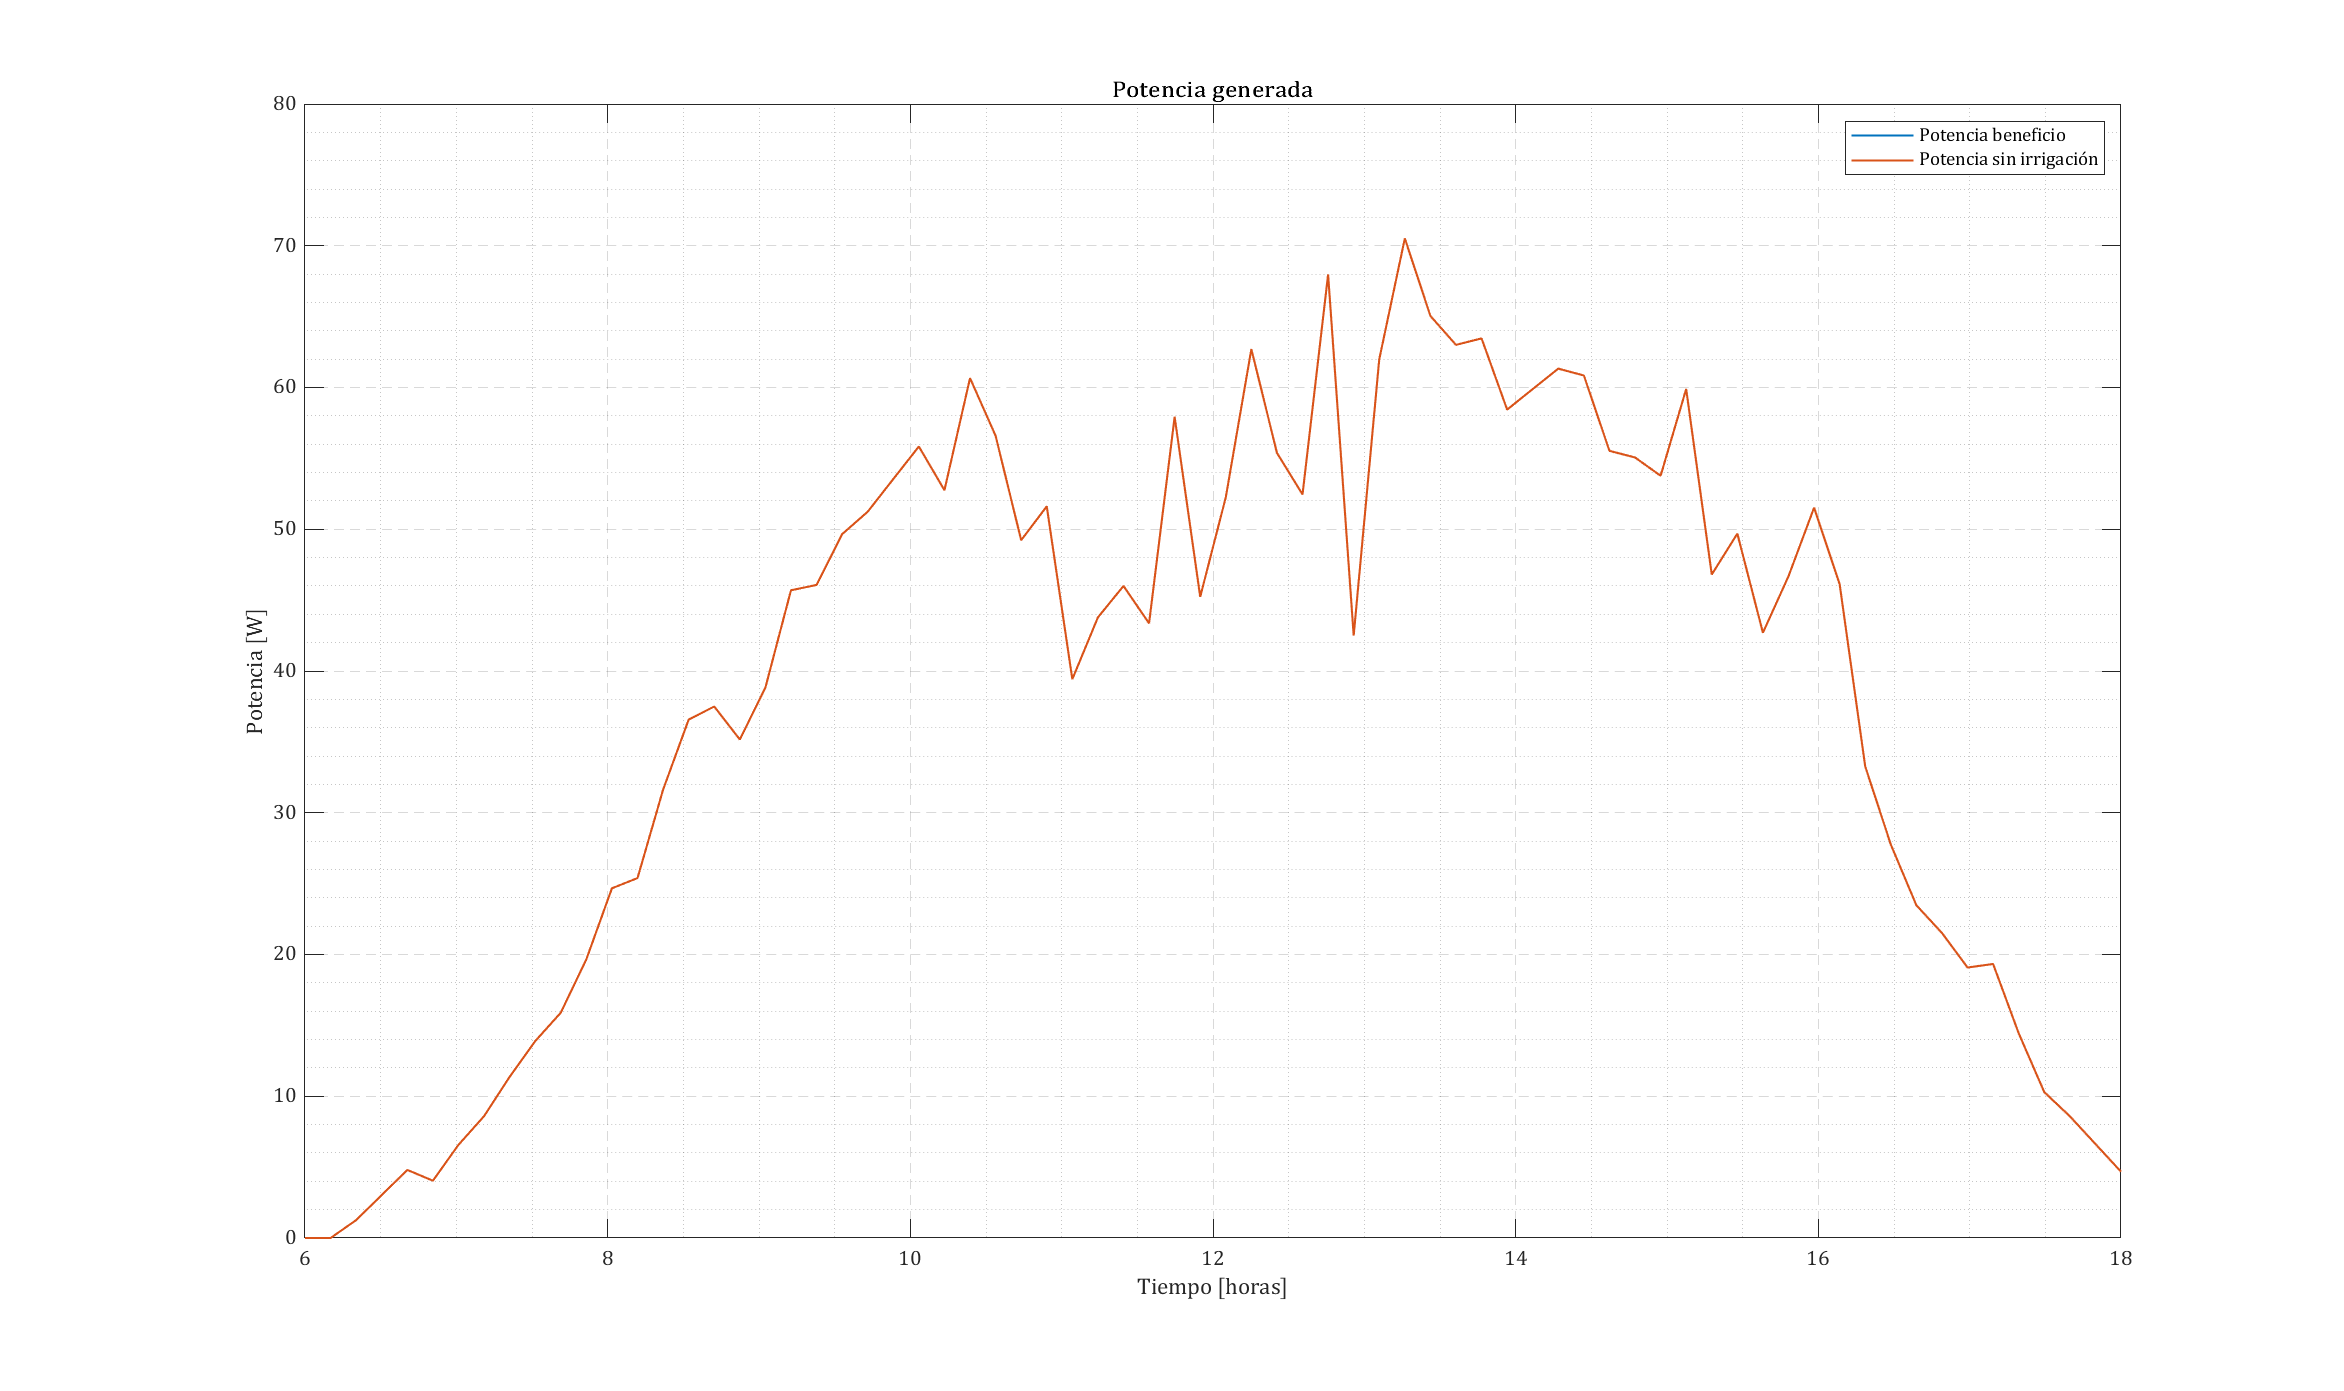 Potencia generada
80
70
60
50
40
30
20
10
0
Potencia [W]
Potencia beneficio
Potencia sin irrigación
6 8 10 12 14 16 18
Tiempo [horas]